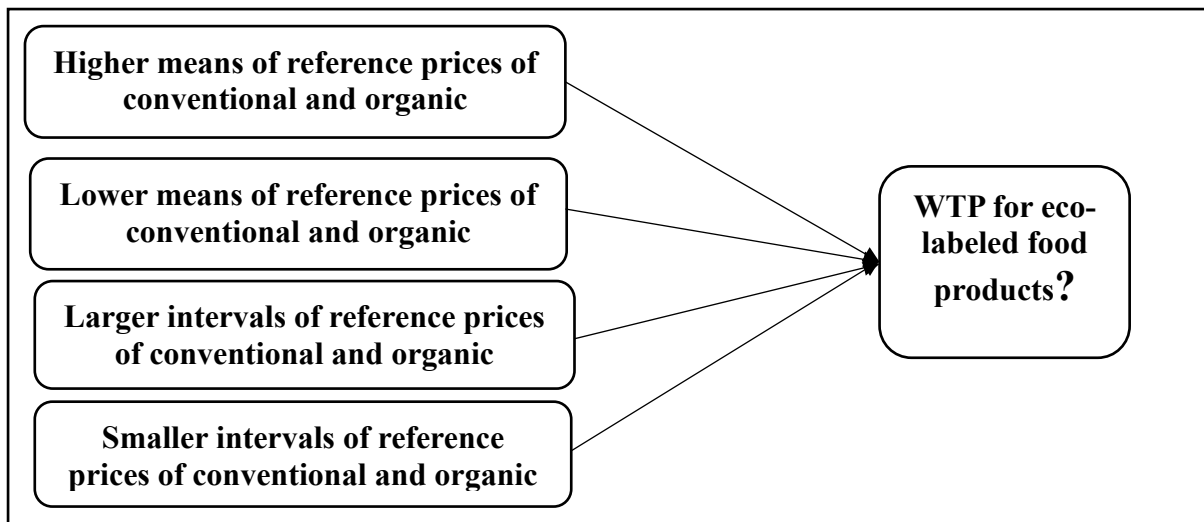 Higher means of reference prices of
conventional and organic
Lower means of reference prices of
conventional and organic
Larger intervals of reference prices
of conventional and organic
Smaller intervals of reference
prices of conventional and organic
WTP for eco-
labeled food
products?